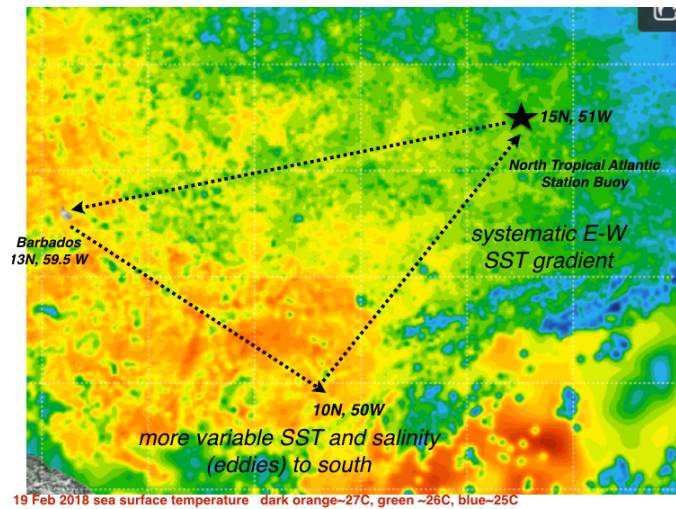 15N, 51W
North Tropical Atlantic
Station Buoy
systematic E-W
SST gradient
Barbados
13N, 59.5 W
10N, 50W
more variable SST and salinity
(eddies) to south
19 Feb 2018 sea surface temperature dark orange~27C, green ~26C, blue~25C